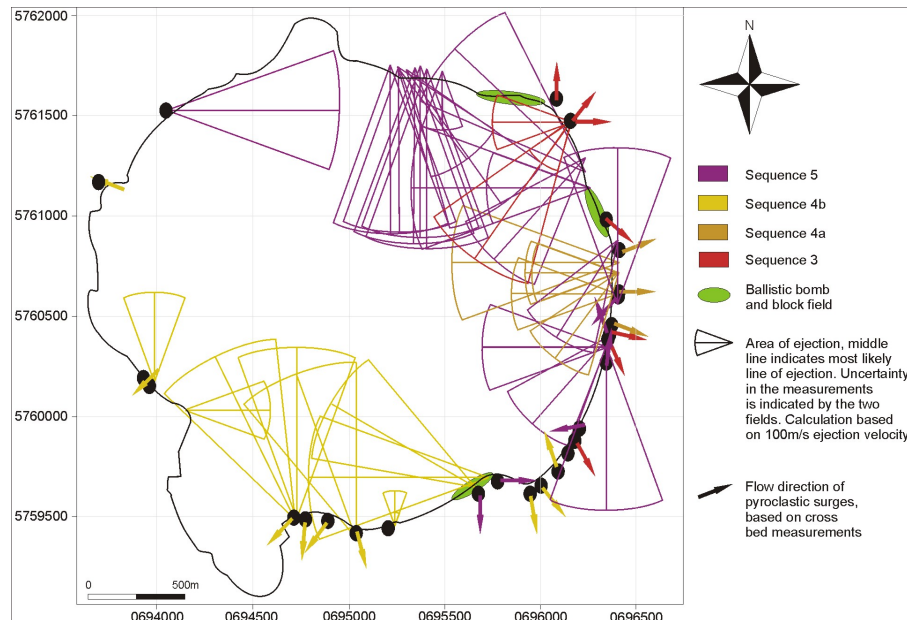 5762000
5761500
5761000
5760500
5760000
5759500
0 500m
0694000 0694500 0695000 0695500 0696000 0696500
N
Sequence 5
Sequence 4b
Sequence 4a
Sequence 3
Ballistic bomb
and block field
Area of ejection, middle
line indicates most likely
line of ejection. Uncertainty
in the measurements
is indicated by the two
fields. Calculation based
on 100m/s ejection velocity
Flow direction of
pyroclastic surges,
based on cross
bed measurements